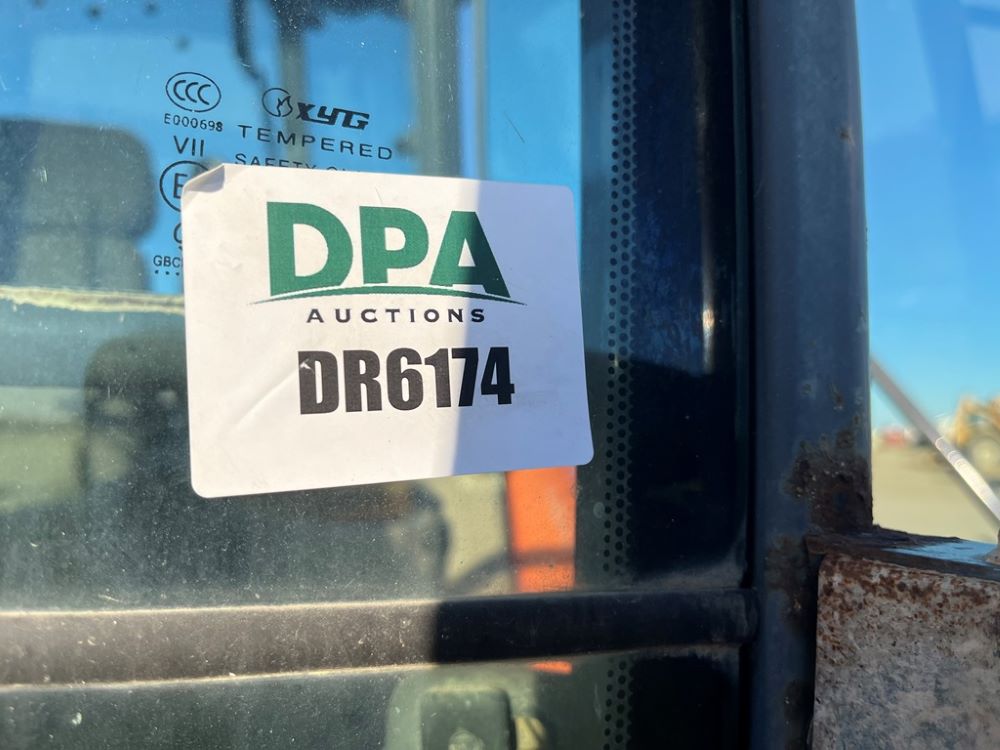 CCC
E000698
VII
XYG
TEMPERED
DPA
AUCTIONS
DR6174